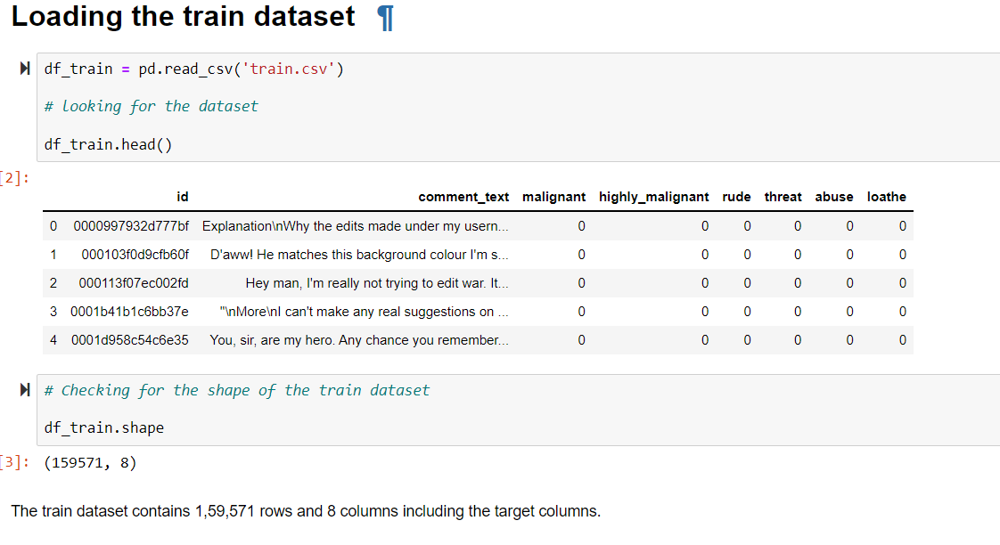 Loading the train dataset ¶
df_train = pd.read_csv('train.csv')
# looking for the dataset
df_train.head()
[2]:
id comment_text malignant highly_malignant rude threat abuse loathe
0 0000997932d777bf Explanation\nWhy the edits made under my usern... 0 0 0 0 0 0
1 000103f0d9cfb60f D'aww! He matches this background colour I'm s... 0 0 0 0 0 0
2 000113f07ec002fd Hey man, I'm really not trying to edit war. It... 0 0 0 0 0 0
3 0001b41b1c6bb37e "\nMore\nI can't make any real suggestions on ... 0 0 0 0 0 0
4 0001d958c54c6e35 You, sir, are my hero. Any chance you remember... 0 0 0 0 0 0
# Checking for the shape of the train dataset
df_train.shape
[3]: (159571, 8)
The train dataset contains 1,59,571 rows and 8 columns including the target columns.